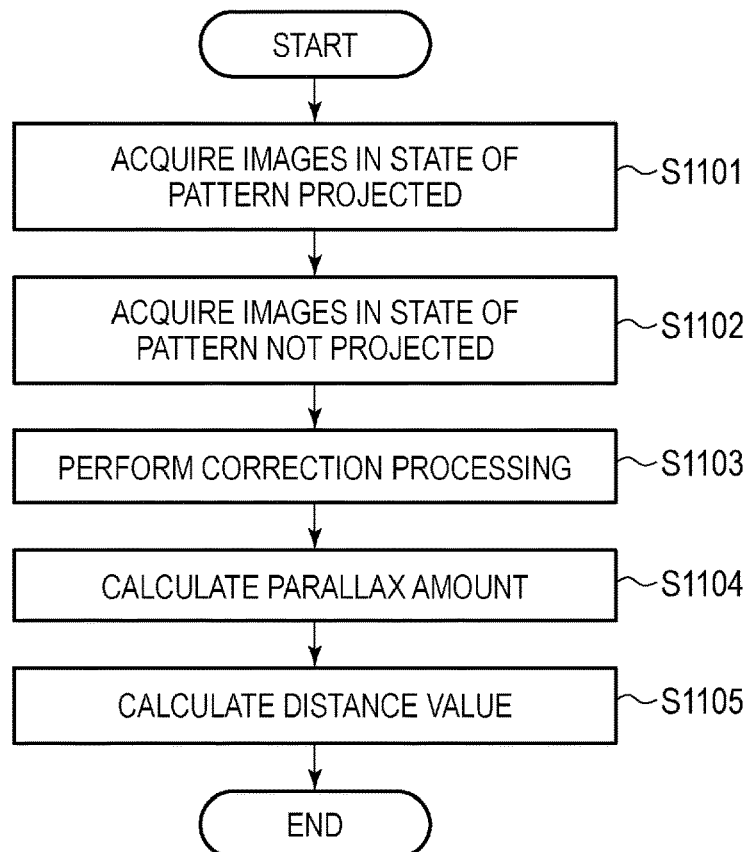 START
ACQUIRE IMAGES IN STATE OF
PATTERN PROJECTED
S1101
ACQUIRE IMAGES IN STATE OF
PATTERN NOT PROJECTED
S1102
PERFORM CORRECTION PROCESSING
S1103
CALCULATE PARALLAX AMOUNT
S1104
CALCULATE DISTANCE VALUE
S1105
END